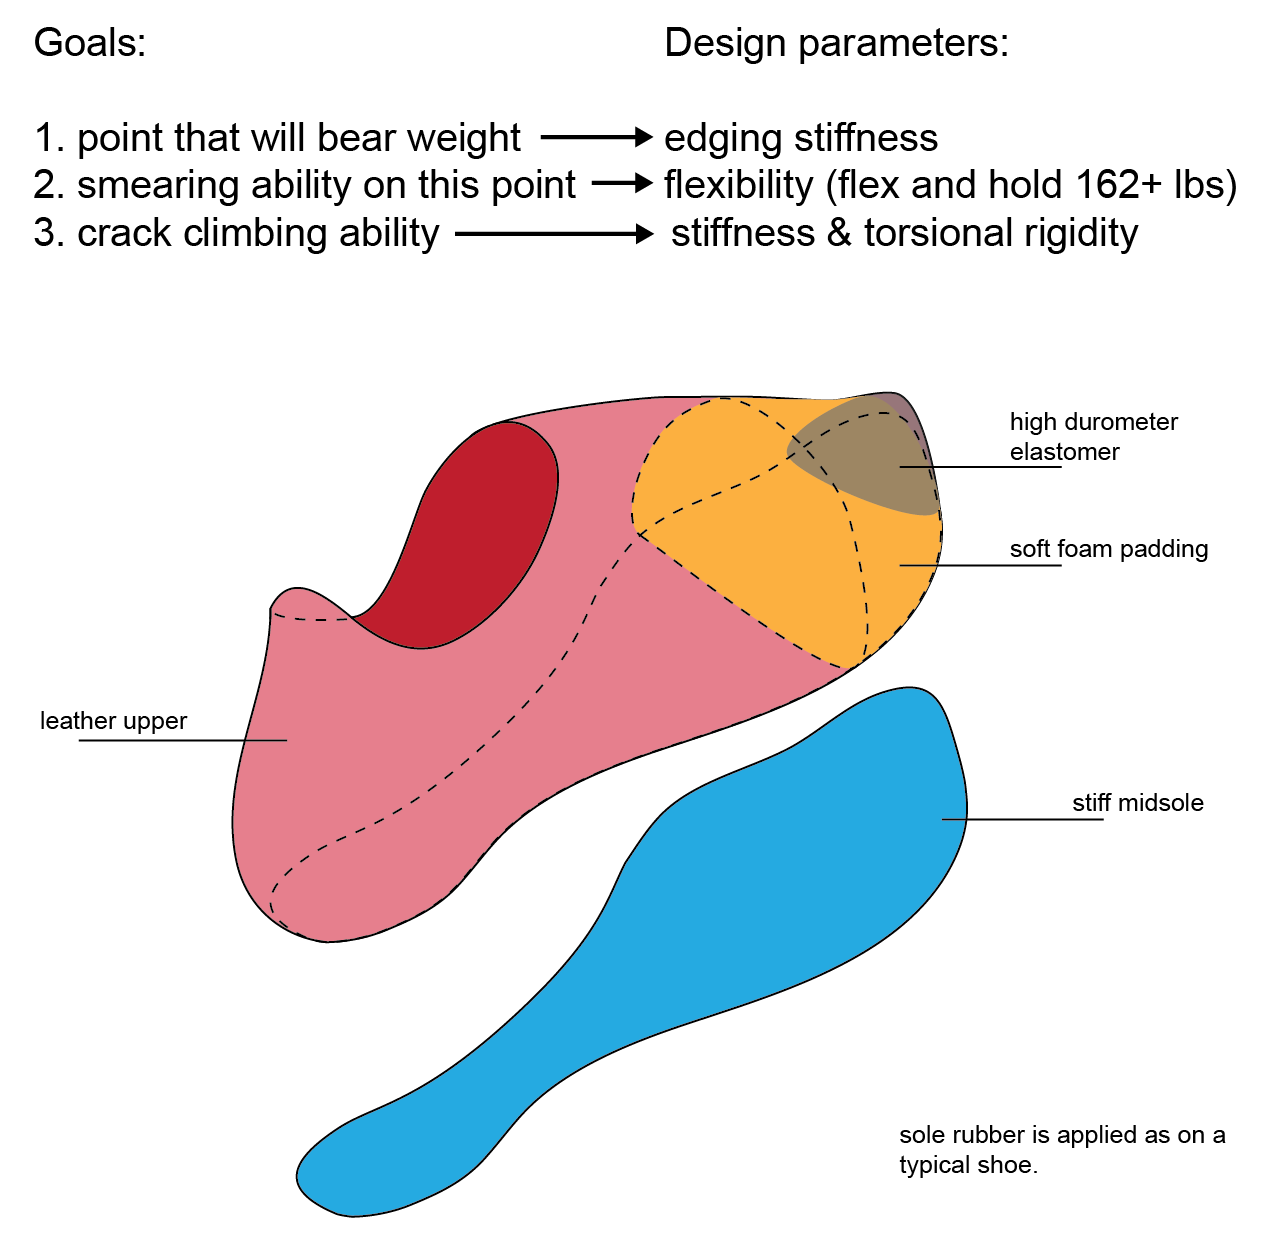 Goals:
Design parameters:
1. point that will bear weight → edging stiffness
2. smearing ability on this point → flexibility (flex and hold 162+ lbs)
3. crack climbing ability → stiffness & torsional rigidity
high durometer
elastomer
soft foam padding
leather upper
stiff midsole
sole rubber is applied as on a
typical shoe.